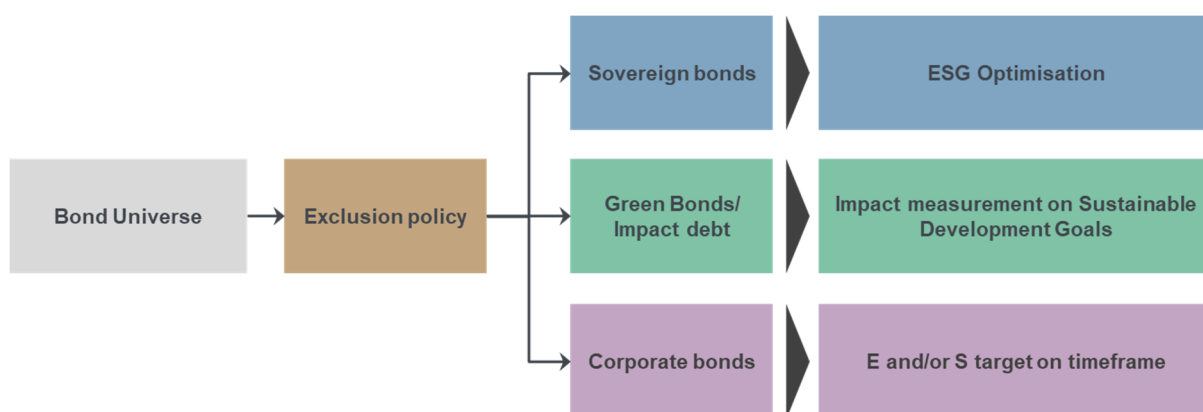 Sovereign bonds
ESG Optimisation
Bond Universe
Exclusion policy
Green Bonds/
Impact debt
Impact measurement on Sustainable
Development Goals
Corporate bonds
E and/or S target on timeframe